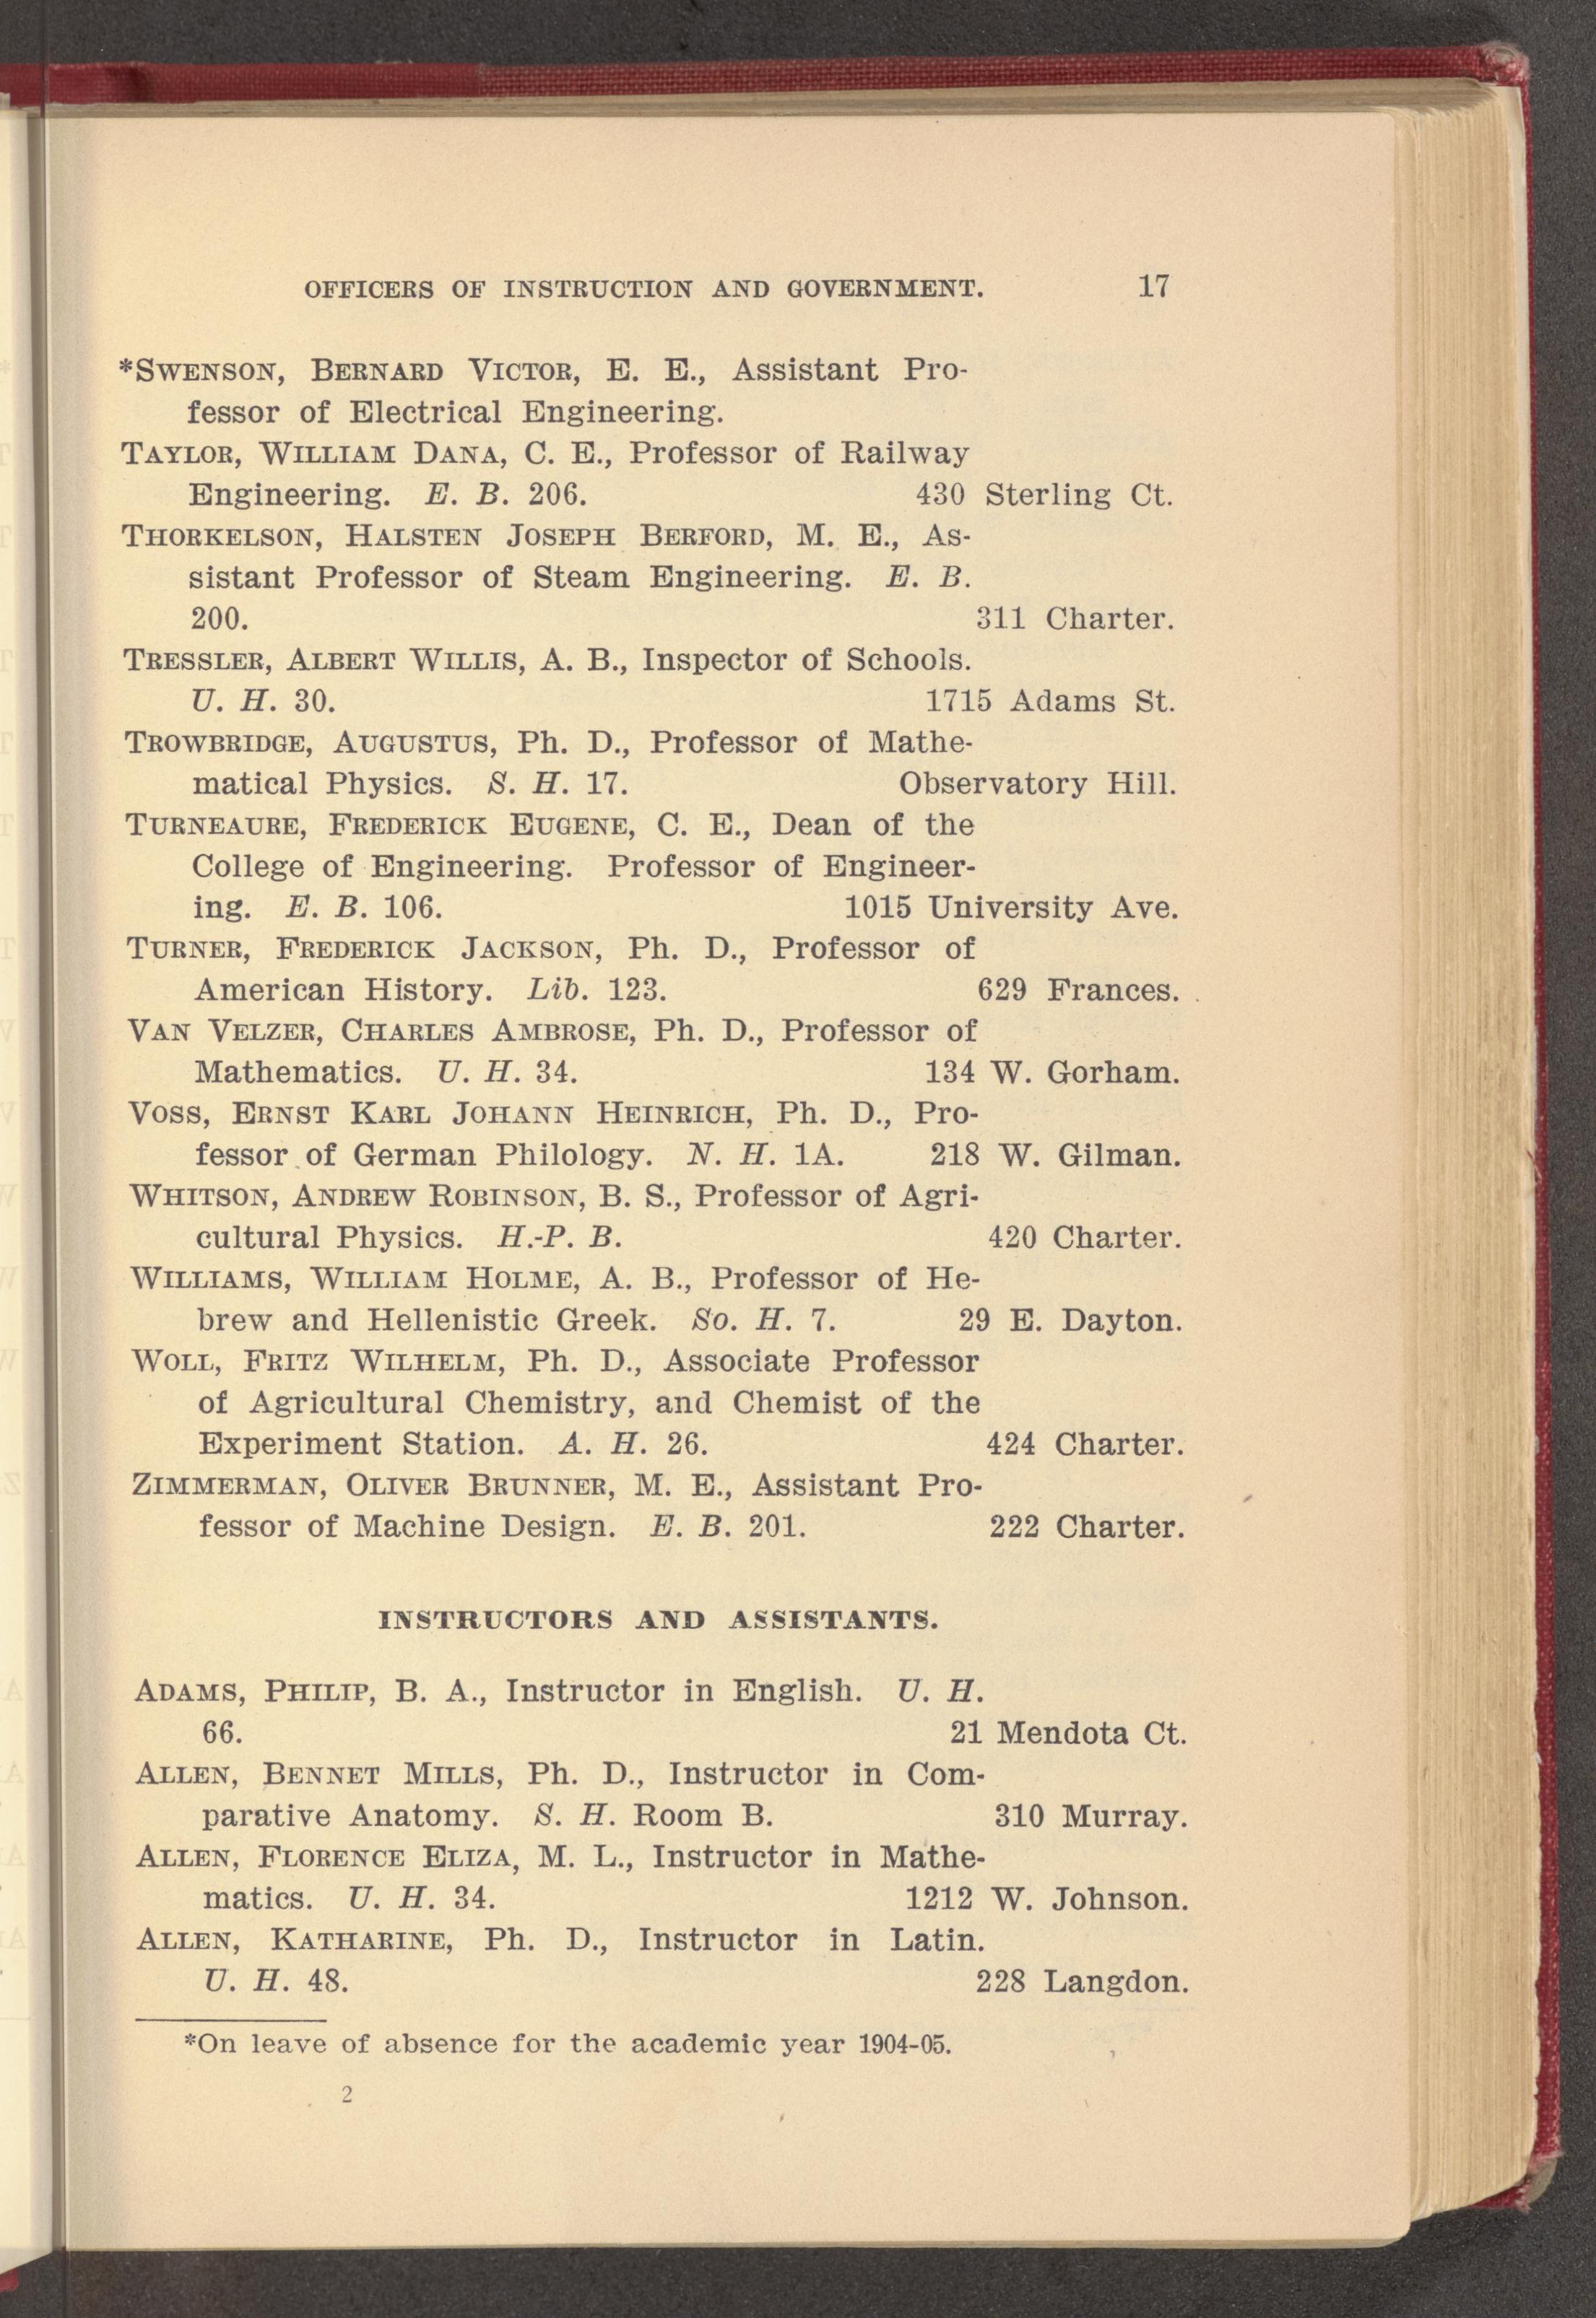 OFFICERS OF INSTRUCTION AND GOVERNMENT. 17
*SWENSON, BERNARD VICTOR, E. E., Assistant Pro-
fessor of Electrical Engineering.
TAYLOR, WILLIAM DANA, C. E., Professor of Railway
Engineering. E. B. 206. 430 Sterling Ct.
THORKELSON, HALSTEN JOSEPH BERFORD, M. E., As-
sistant Professor of Steam Engineering. E. B.
200. 311 Charter.
TRESSLER, ALBERT WILLIS, A. B., Inspector of Schools.
U. H. 30. 1715 Adams St.
TROWBRIDGE, AUGUSTUS, Ph. D., Professor of Mathe-
matical Physics. S. H. 17. Observatory Hill.
TURNEAURE, FREDERICK EUGENE, C. E., Dean of the
College of Engineering. Professor of Engineer-
ing. E. B. 106. 1015 University Ave.
TURNER, FREDERICK JACKSON, Ph. D., Professor of
American History. Lib. 123. 629 Frances.
VAN VELZER, CHARLES AMBROSE, Ph. D., Professor of
Mathematics. U. H. 34. 134 W. Gorham.
VOSS, ERNST KARL JOHANN HEINRICH, Ph. D., Pro-
fessor of German Philology. N. H. 1A. 218 W. Gilman.
WHITSON, ANDREW ROBINSON, B. S., Professor of Agri-
cultural Physics. H.-P. B. 420 Charter.
WILLIAMS, WILLIAM HOLME, A. B., Professor of He-
brew and Hellenistic Greek. So. H. 7. 29 E. Dayton.
WOLL, FRITZ WILHELM, Ph. D., Associate Professor
of Agricultural Chemistry, and Chemist of the
Experiment Station. A. H. 26. 424 Charter.
ZIMMERMAN, OLIVER BRUNNER, M. E., Assistant Pro-
fessor of Machine Design. E. B. 201. 222 Charter.
INSTRUCTORS AND ASSISTANTS.
ADAMS, PHILIP, B. A., Instructor in English. U. H.
66. 21 Mendota Ct.
ALLEN, BENNET MILLS, Ph. D., Instructor in Com-
parative Anatomy. S. H. Room B. 310 Murray.
ALLEN, FLORENCE ELIZA, M. L., Instructor in Mathe-
matics. U. H. 34. 1212 W. Johnson.
ALLEN, KATHARINE, Ph. D., Instructor in Latin.
U. H. 48. 228 Langdon.
*On leave of absence for the academic year 1904-05.
2